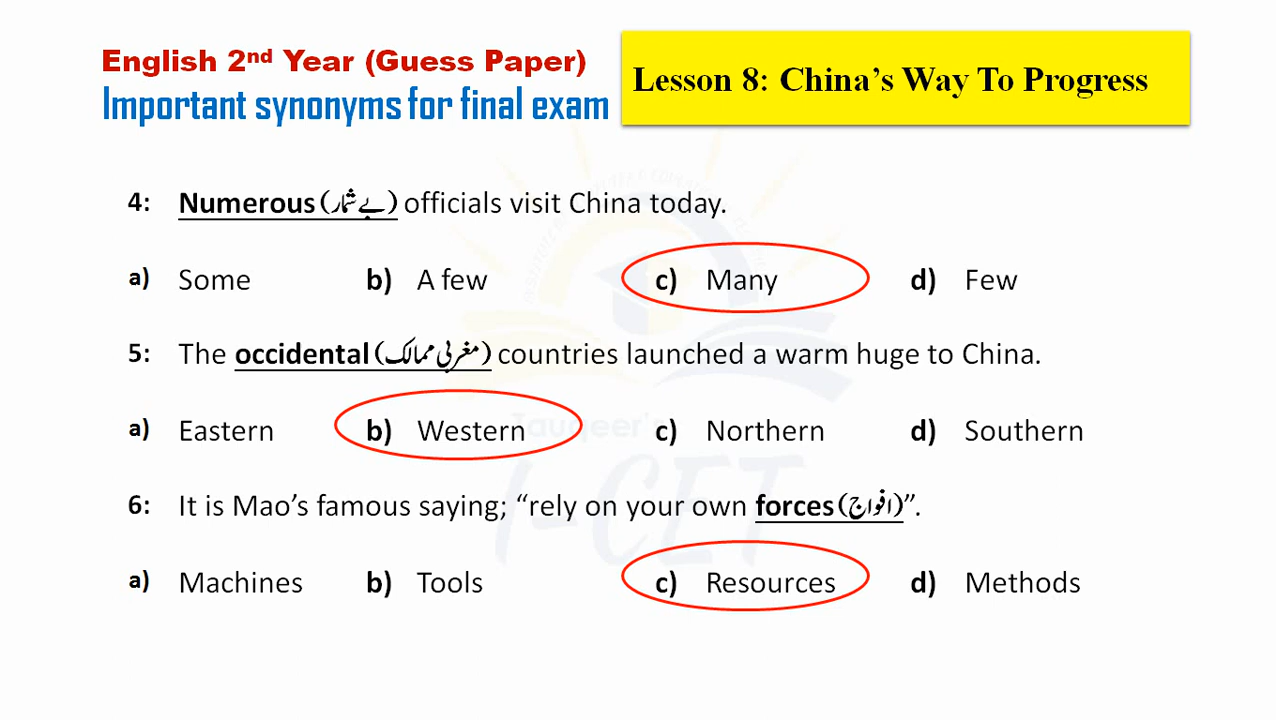 English 2nd Year (Guess Paper)
Important synonyms for final exam
Lesson 8: China’s Way To Progress
4: Numerous (بے شمار) officials visit China today.
a) Some b) A few c) Many d) Few
5: The occidental (مغربی ممالک) countries launched a warm huge to China.
a) Eastern b) Western c) Northern d) Southern
6: It is Mao’s famous saying; “rely on your own forces (افواج)”.
a) Machines b) Tools c) Resources d) Methods
Tauqeer's
I-CET